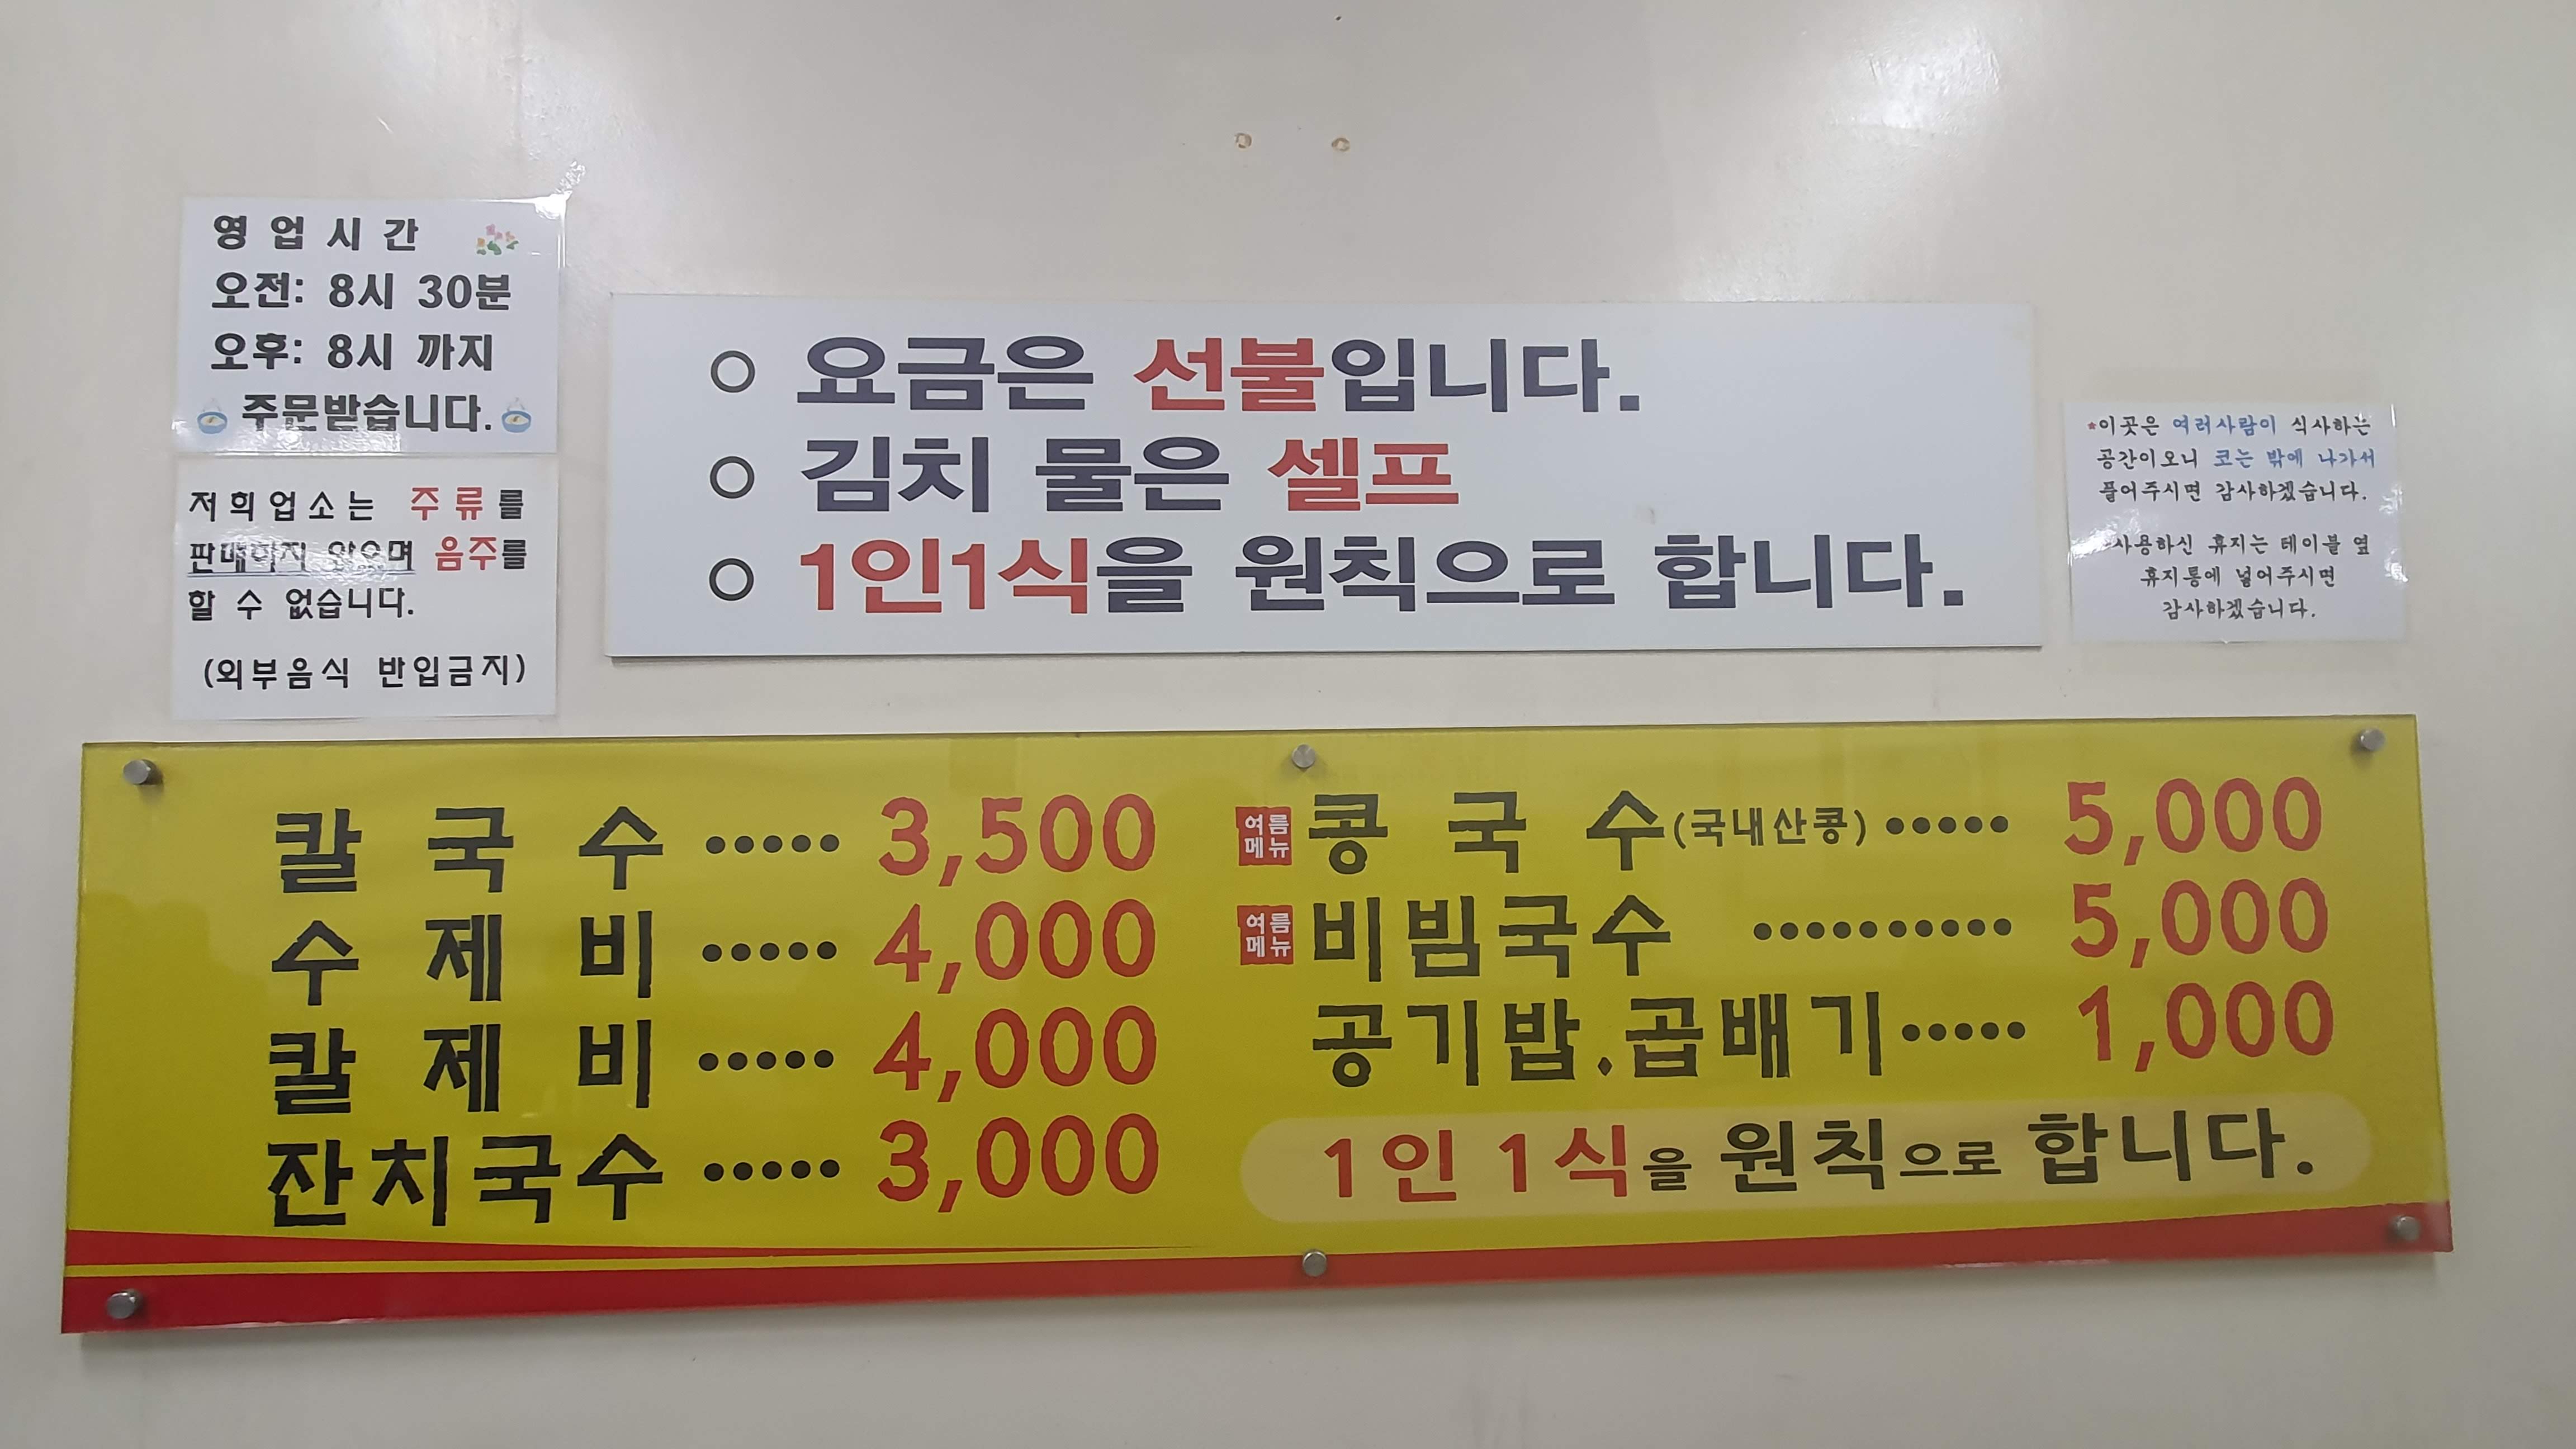 영업시간
오전: 8시 30분
오후: 8시 까지
주문받습니다.
저희업소는 주류를
판매하지 않으며 음주를
할 수 없습니다.
(외부음식 반입금지)
○ 요금은 선불입니다.
○ 김치 물은 셀프
○ 1인1식을 원칙으로 합니다.
*이곳은 여러사람이 식사하는
공간이오니 코는 밖에 나가서
플어주시면 감사하겠습니다.
사용하신 휴지는 테이블 옆
휴지통에 넣어주시면
감사하겠습니다.
칼국수 ····· 3,500
수제비 ····· 4,000
칼제비 ····· 4,000
잔치국수 ····· 3,000
여름메뉴 콩국수(국내산콩) ····· 5,000
여름메뉴 비빔국수 ·········· 5,000
공기밥.곱배기 ····· 1,000
1인 1식을 원칙으로 합니다.